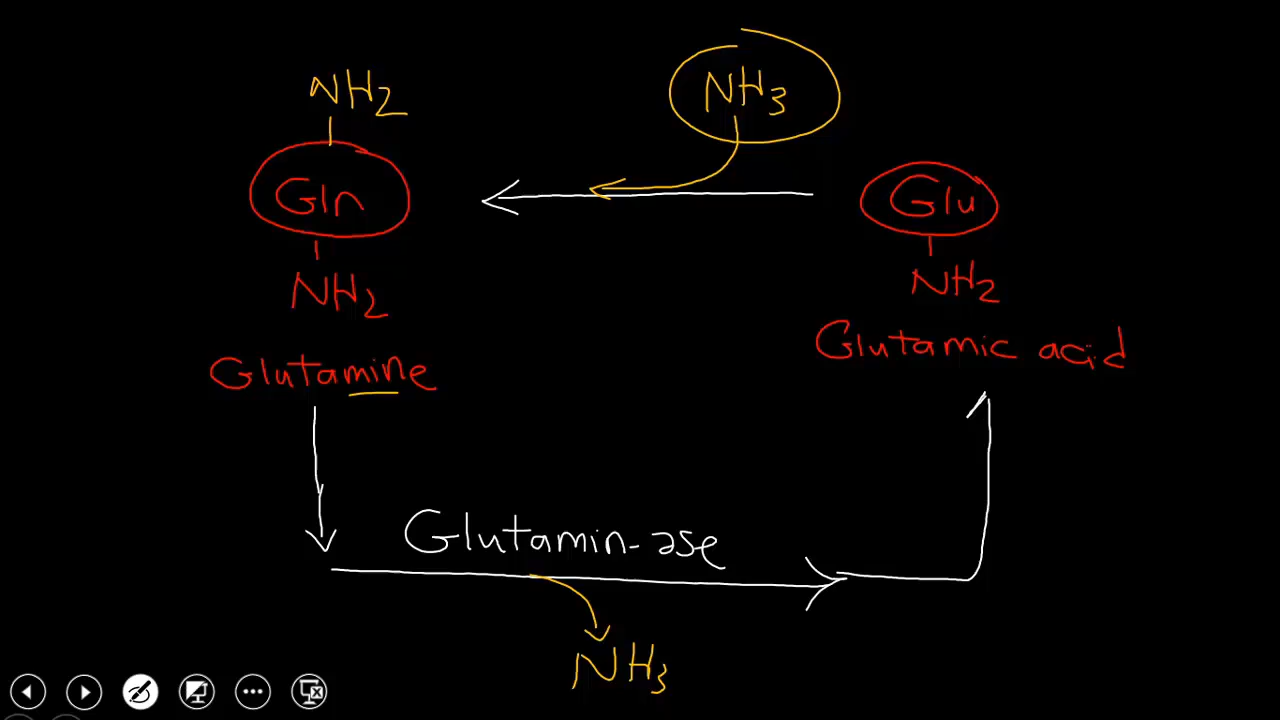 NH2
NH3
Gln
Glu
NH2
NH2
Glutamic acid
Glutamine
Glutamin-ase
NH3